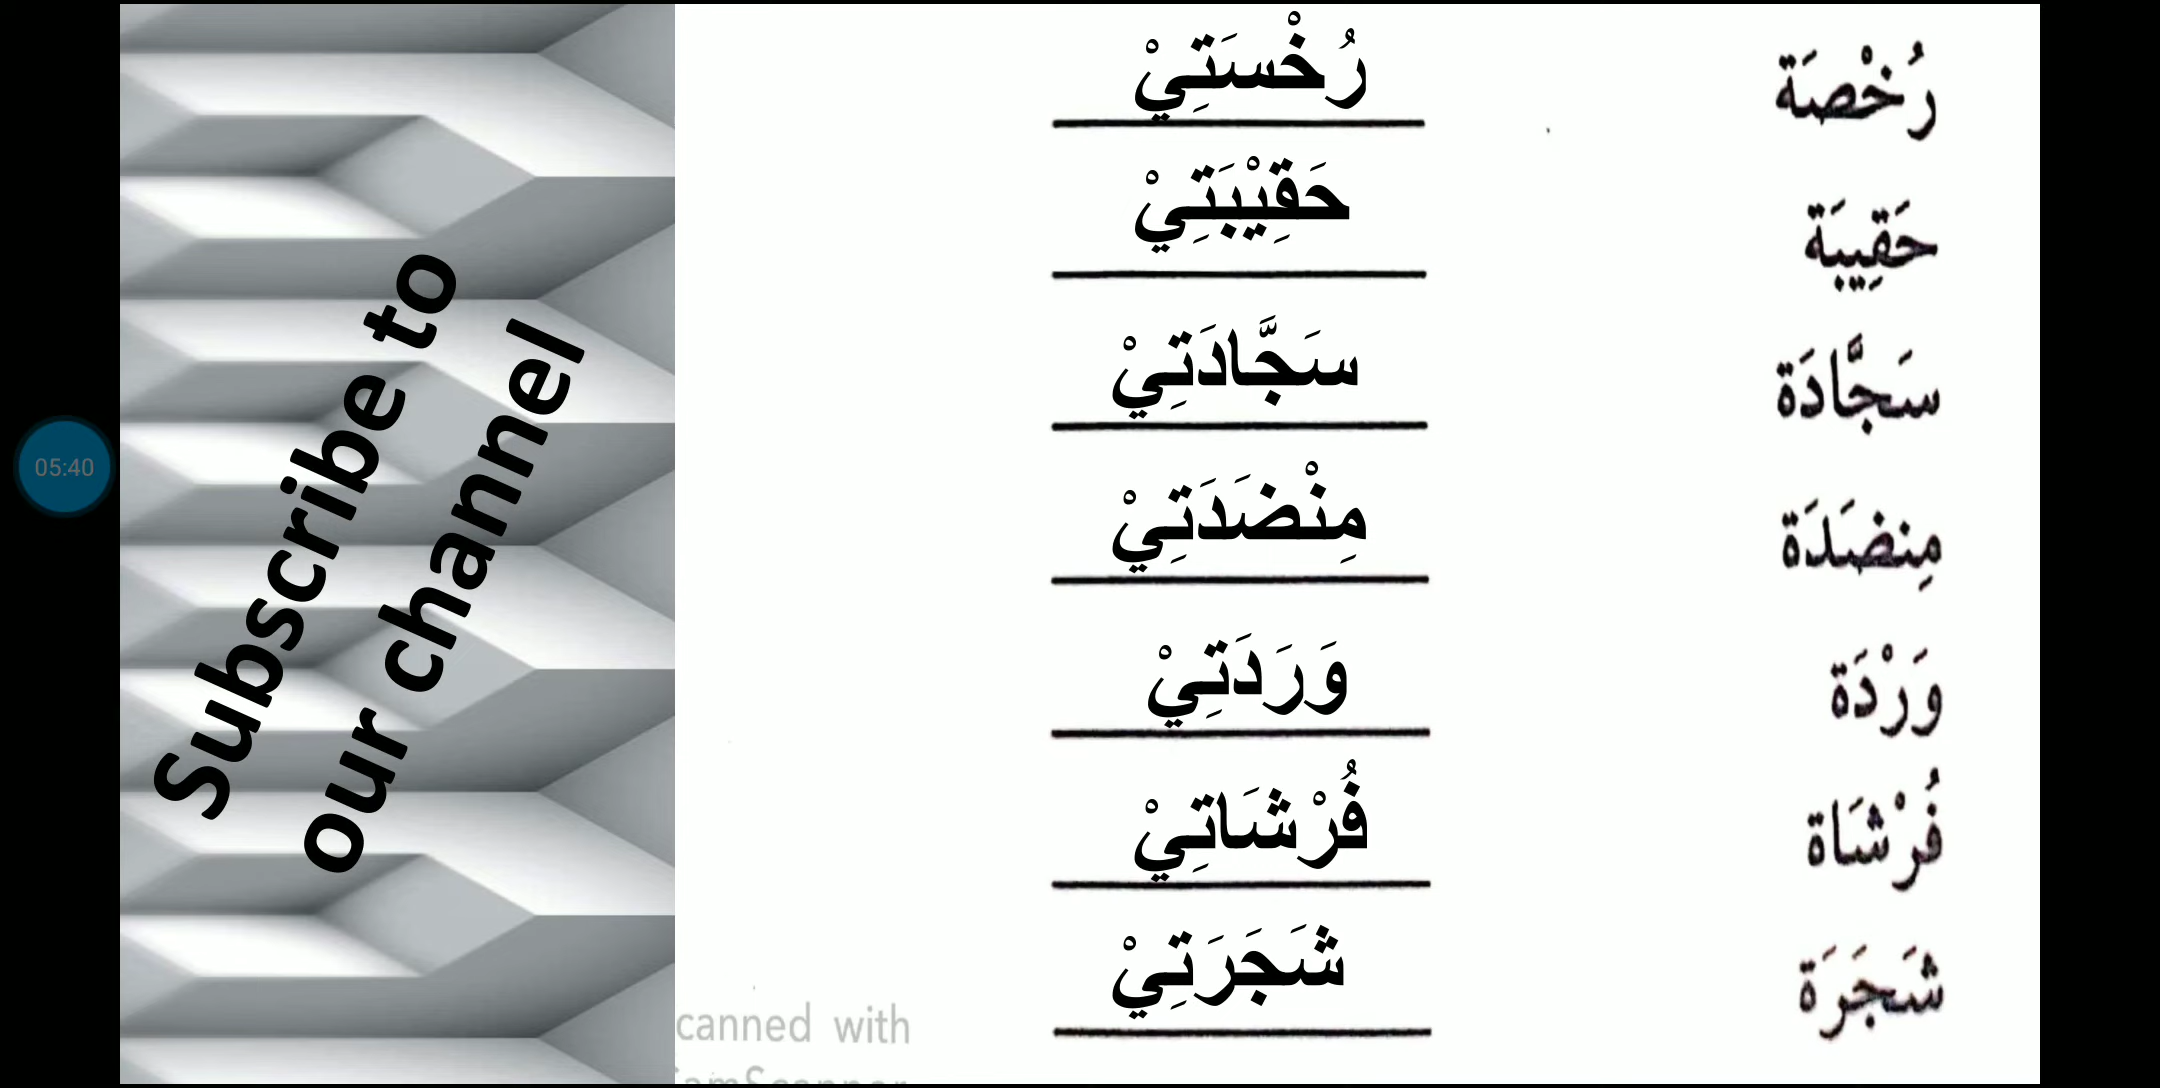 رُخْصَة رُخْستَتِيْ
حَقِيبَة حَقِيْبَتِيْ
سَجَّادَة سَجَّادَتِيْ
مِنضَدَة مِنْضَدَتِيْ
وَرْدَة وَرَدَتِيْ
فُرْشَاة فُرْشَاتِيْ
شَجَرَة شَجَرَتِيْ
Subscribe to
our channel
05:40
canned with